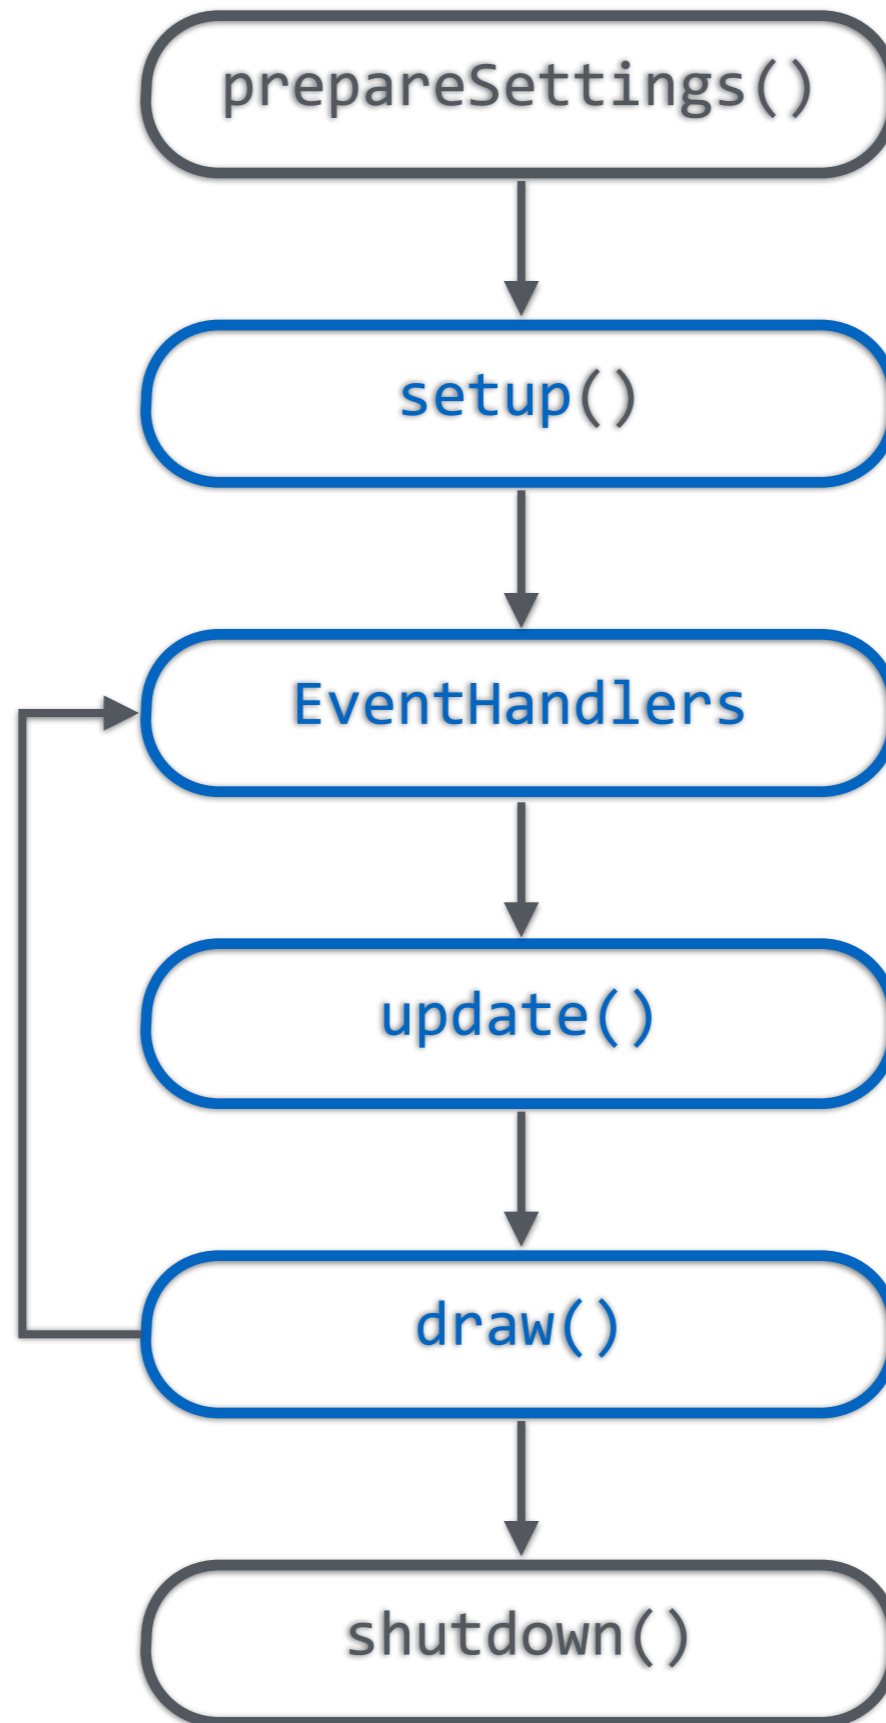 prepareSettings()
setup()
EventHandlers
update()
draw()
shutdown()